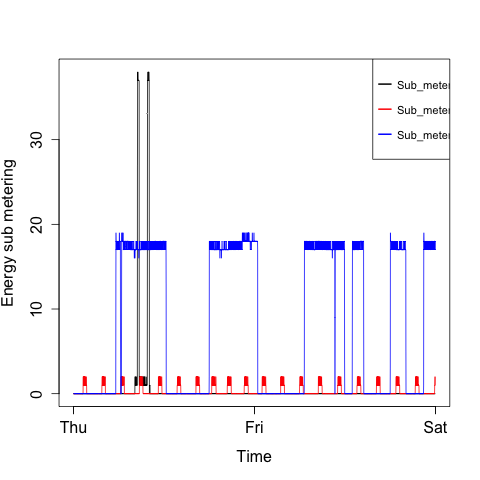 Sub_meter
Sub_meter
Sub_meter
Energy sub metering
30
20
10
0
Thu
Fri
Sat
Time